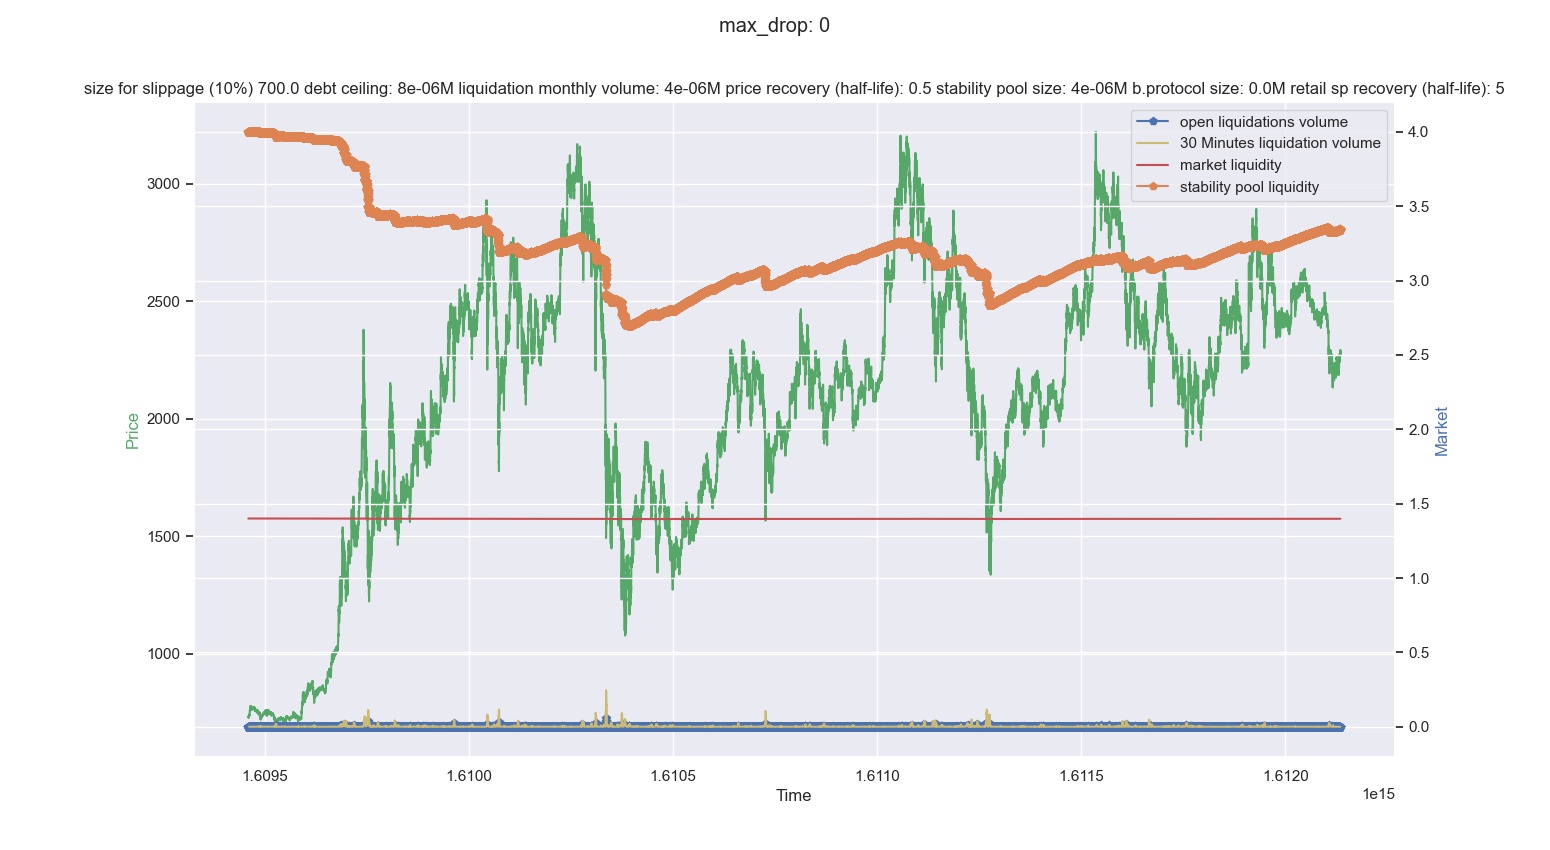 max_drop: 0
size for slippage (10%) 700.0 debt ceiling: 8e-06M liquidation monthly volume: 4e-06M price recovery (half-life): 0.5 stability pool size: 4e-06M b.protocol size: 0.0M retail sp recovery (half-life): 5
open liquidations volume
30 Minutes liquidation volume
market liquidity
stability pool liquidity
3000
2500
2000
1500
1000
Price
4.0
3.5
3.0
2.5
2.0
1.5
1.0
0.5
0.0
Market
1.6095 1.6100 1.6105 1.6110 1.6115 1.6120
Time
1e15